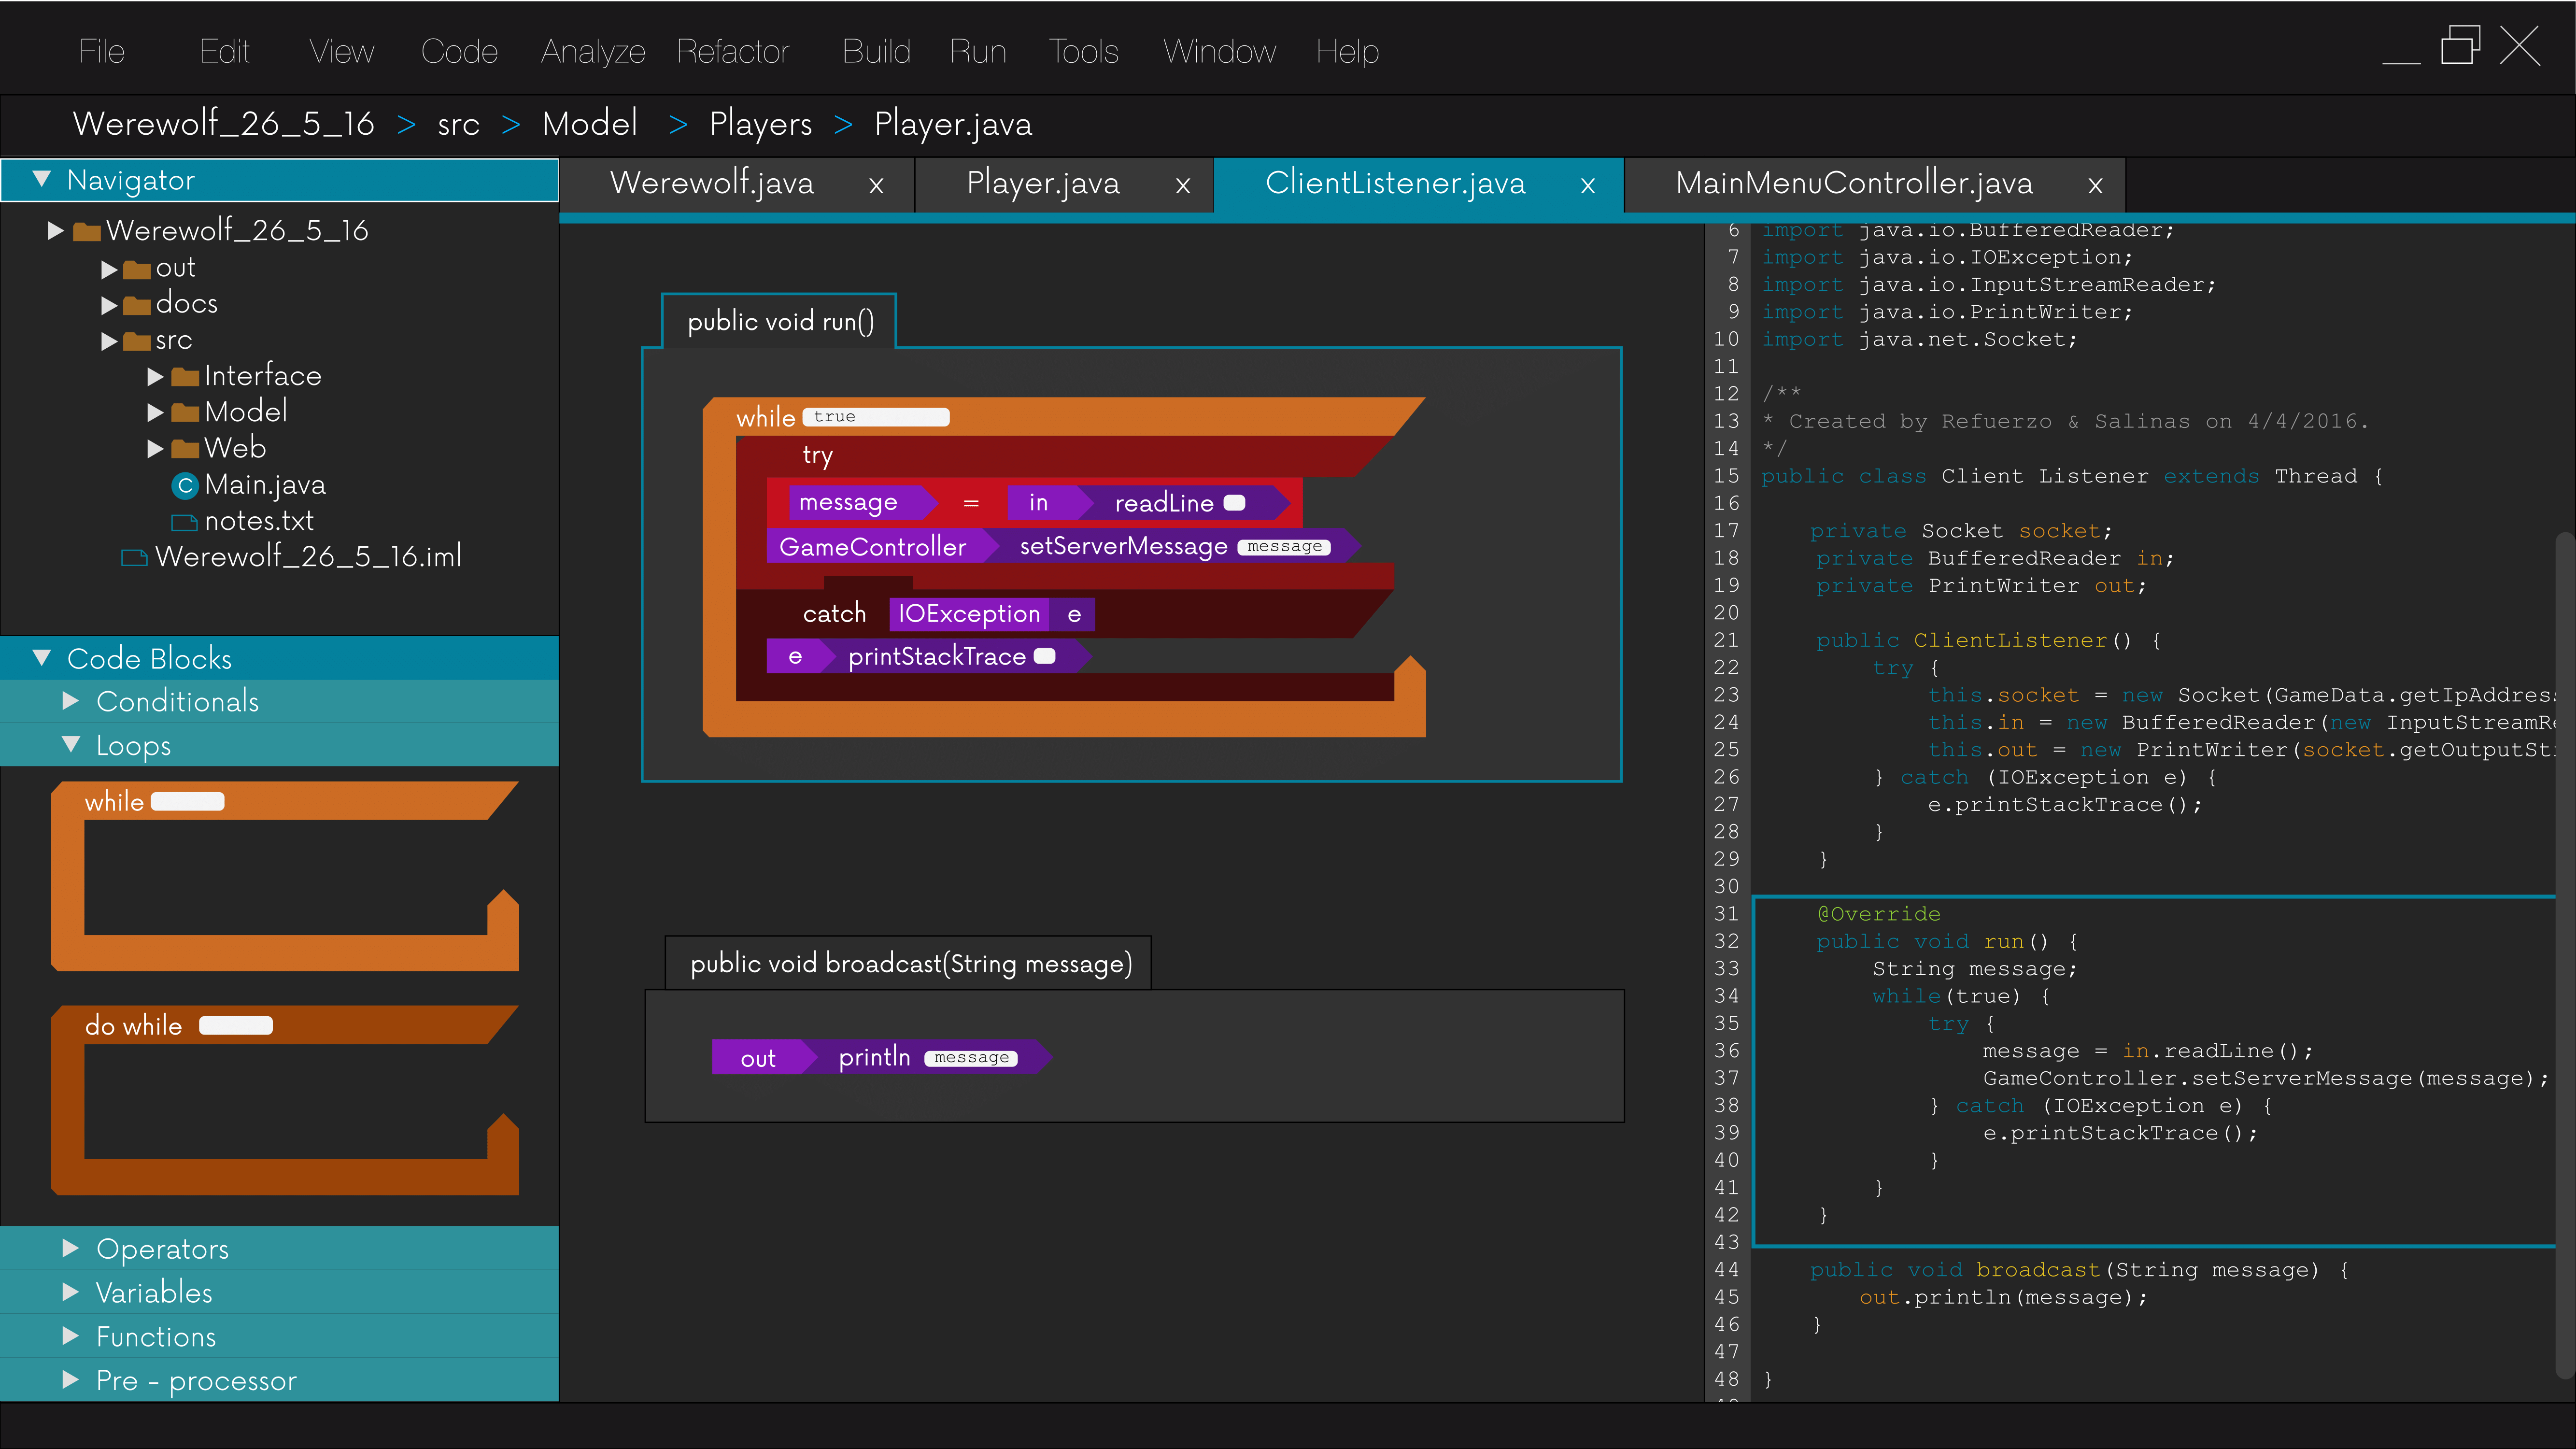 File Edit View Code Analyze Refactor Build Run Tools Window Help
Werewolf_26_5_16 > src > Model > Players > Player.java
Navigator
Werewolf_26_5_16
out
docs
src
Interface
Model
Web
C Main.java
notes.txt
Werewolf_26_5_16.iml
Code Blocks
Conditionals
Loops
while
do while
Operators
Variables
Functions
Pre - processor
Werewolf.java x Player.java x ClientListener.java x MainMenuController.java x
public void run()
while true
try
message = in readLine
GameController setServerMessage message
catch IOException e
e printStackTrace
public void broadcast(String message)
out println message
6 import java.io.BufferedReader;
7 import java.io.IOException;
8 import java.io.InputStreamReader;
9 import java.io.PrintWriter;
10 import java.net.Socket;
11
12 /**
13 * Created by Refuerzo & Salinas on 4/4/2016.
14 */
15 public class Client Listener extends Thread {
16
17 private Socket socket;
18 private BufferedReader in;
19 private PrintWriter out;
20
21 public ClientListener() {
22 try {
23 this.socket = new Socket(GameData.getIpAddres
24 this.in = new BufferedReader(new InputStreamR
25 this.out = new PrintWriter(socket.getOutputSt
26 } catch (IOException e) {
27 e.printStackTrace();
28 }
29 }
30
31 @Override
32 public void run() {
33 String message;
34 while(true) {
35 try {
36 message = in.readLine();
37 GameController.setServerMessage(message);
38 } catch (IOException e) {
39 e.printStackTrace();
40 }
41 }
42 }
43
44 public void broadcast(String message) {
45 out.println(message);
46 }
47
48 }